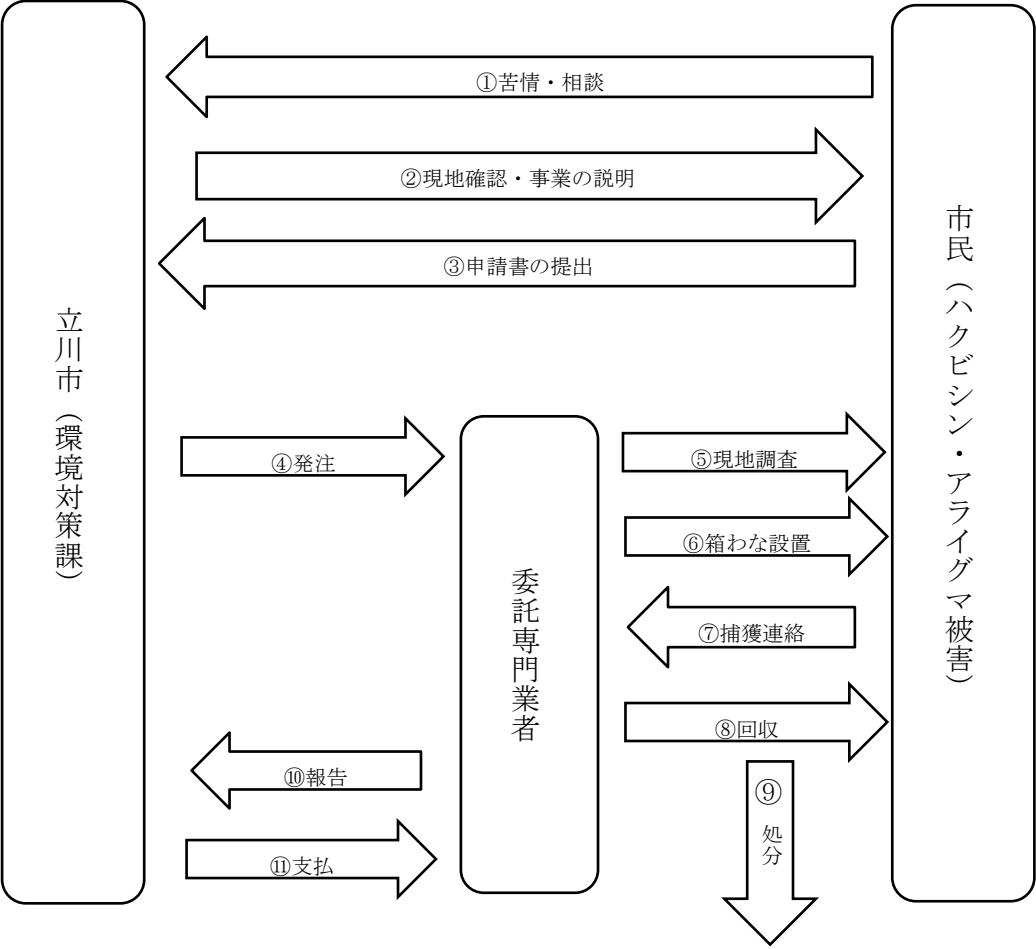 ①苦情・相談
②現地確認・事業の説明
③申請書の提出
立川市（環境対策課）
市民（ハクビシン・アライグマ被害）
④発注
委託専門業者
⑤現地調査
⑥箱わな設置
⑦捕獲連絡
⑧回収
⑨処分
⑩報告
⑪支払